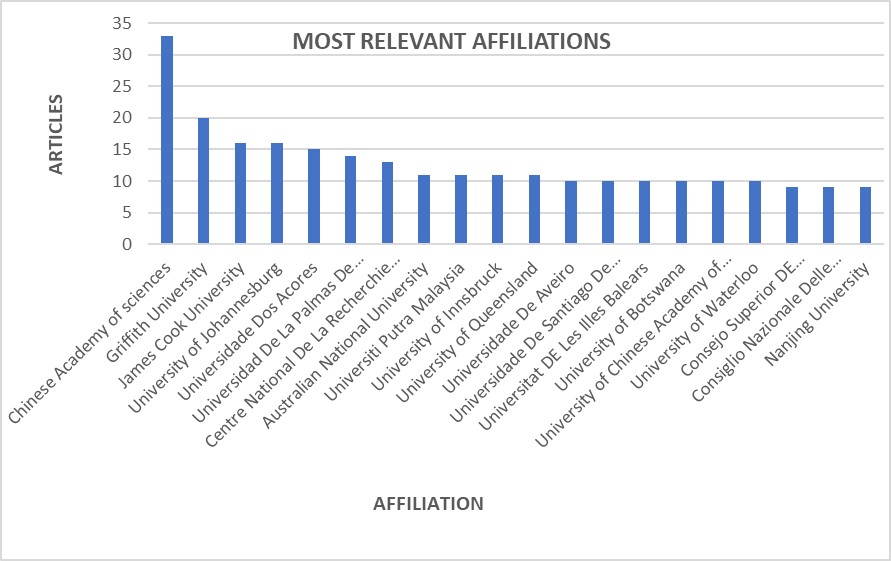 MOST RELEVANT AFFILIATIONS
ARTICLES
35
30
25
20
15
10
5
0
Chinese Academy of sciences
Griffith University
James Cook University
University of Johannesburg
Universidade Dos Acores
Universidad De La Palmas De...
Centre National De La Recherchie...
Australian National University
Universiti Putra Malaysia
University of Innsbruck
University of Queensland
Universidade De Aveiro
Universidade De Santiago De...
Universitat DE Les Illes Balears
University of Botswana
University of Chinese Academy of...
University of Waterloo
Consejo Superior DE...
Consiglio Nazionale Delle...
Nanjing University
AFFILIATION